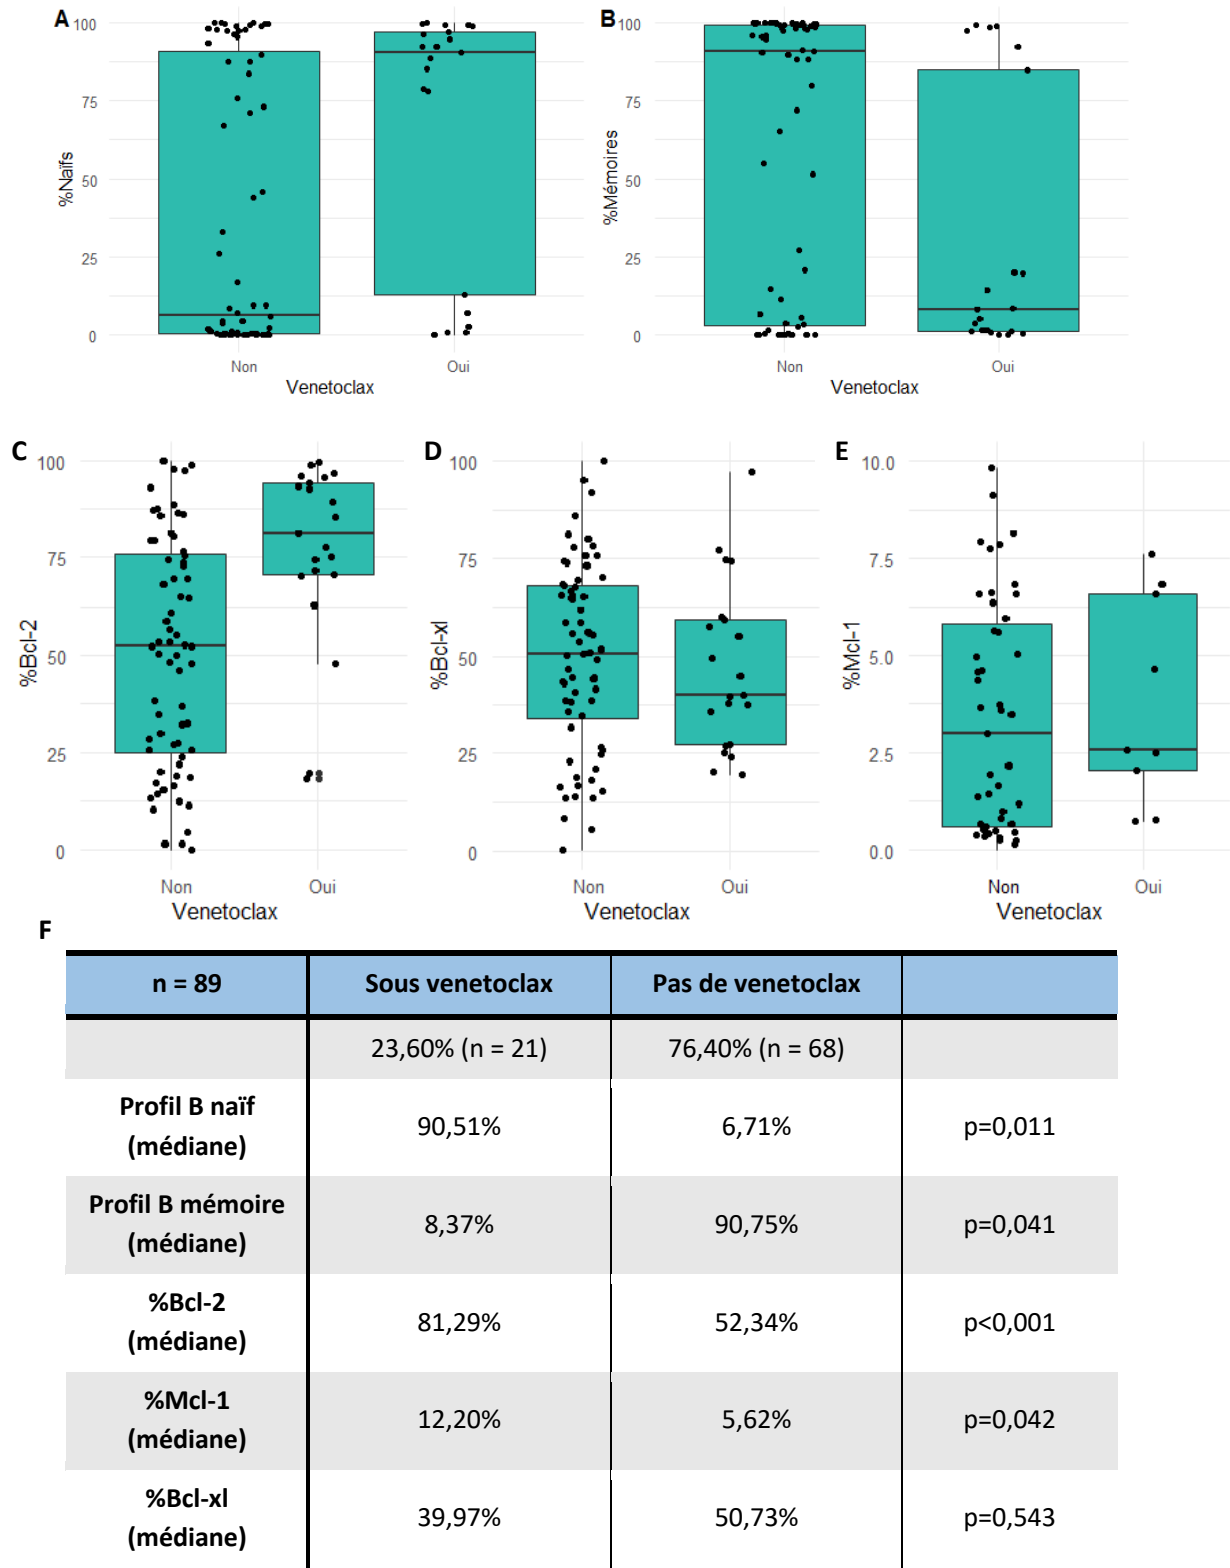 A
100
75
50
25
0
%Naïfs
Non
Oui
Venetoclax
B
100
75
50
25
0
%Mémoires
Non
Oui
Venetoclax
C
100
75
50
25
0
%Bcl-2
Non
Oui
Venetoclax
D
100
75
50
25
0
%Bcl-xl
Non
Oui
Venetoclax
E
10.0
7.5
5.0
2.5
0.0
%Mcl-1
Non
Oui
Venetoclax
F
n = 89 Sous venetoclax Pas de venetoclax
23,60% (n = 21) 76,40% (n = 68)
Profil B naïf
(médiane)
90,51% 6,71% p=0,011
Profil B mémoire
(médiane)
8,37% 90,75% p=0,041
%Bcl-2
(médiane)
81,29% 52,34% p<0,001
%Mcl-1
(médiane)
12,20% 5,62% p=0,042
%Bcl-xl
(médiane)
39,97% 50,73% p=0,543